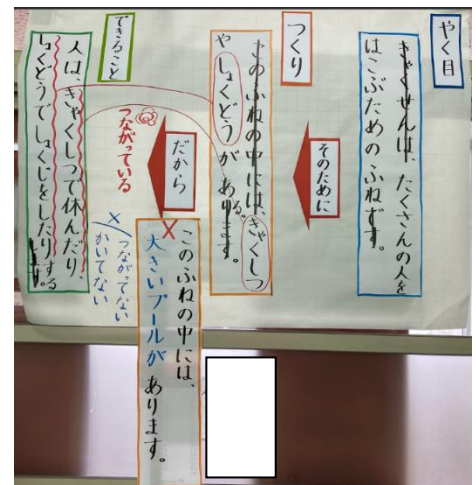 やく目
きゃくせんは、たくさんの人を
はこぶためのふねです。
そのために
つくり
このふねの中には、きゃくしつ
やしょくどうがあります。
だから
できること
人は、きゃくしつで休んだり、
しょくどうでしょくじをしたりする
ます。
つながっている
×
このふねの中には、
大きいプールが あります。
×
つながってない
かいてない